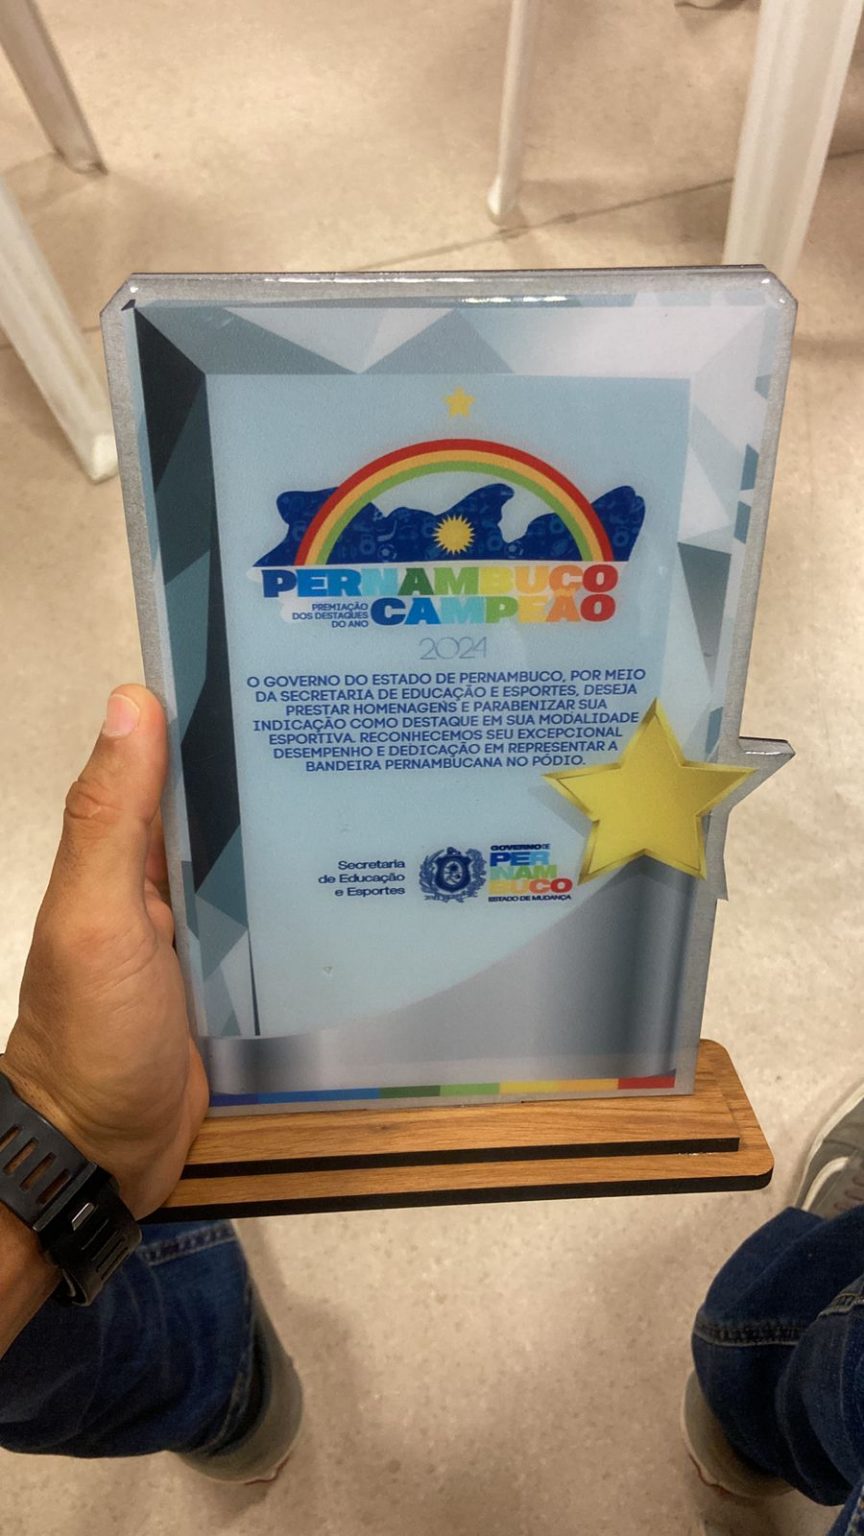 PERNAMBUCO
PREMIAÇÃO
DOS DESTAQUES
DO ANO
CAMPEÃO
2024
O GOVERNO DO ESTADO DE PERNAMBUCO, POR MEIO
DA SECRETARIA DE EDUCAÇÃO E ESPORTES, DESEJA
PRESTAR HOMENAGENS E PARABENIZAR SUA
INDICAÇÃO COMO DESTAQUE EM SUA MODALIDADE
ESPORTIVA. RECONHECEMOS SEU EXCEPCIONAL
DESEMPENHO E DEDICAÇÃO EM REPRESENTAR A
BANDEIRA PERNAMBUCANA NO PÓDIO.
Secretaria
de Educação
e Esportes
GOVERNO DE
PER
NAM
BUCO
ESTADO DE MUDANÇA